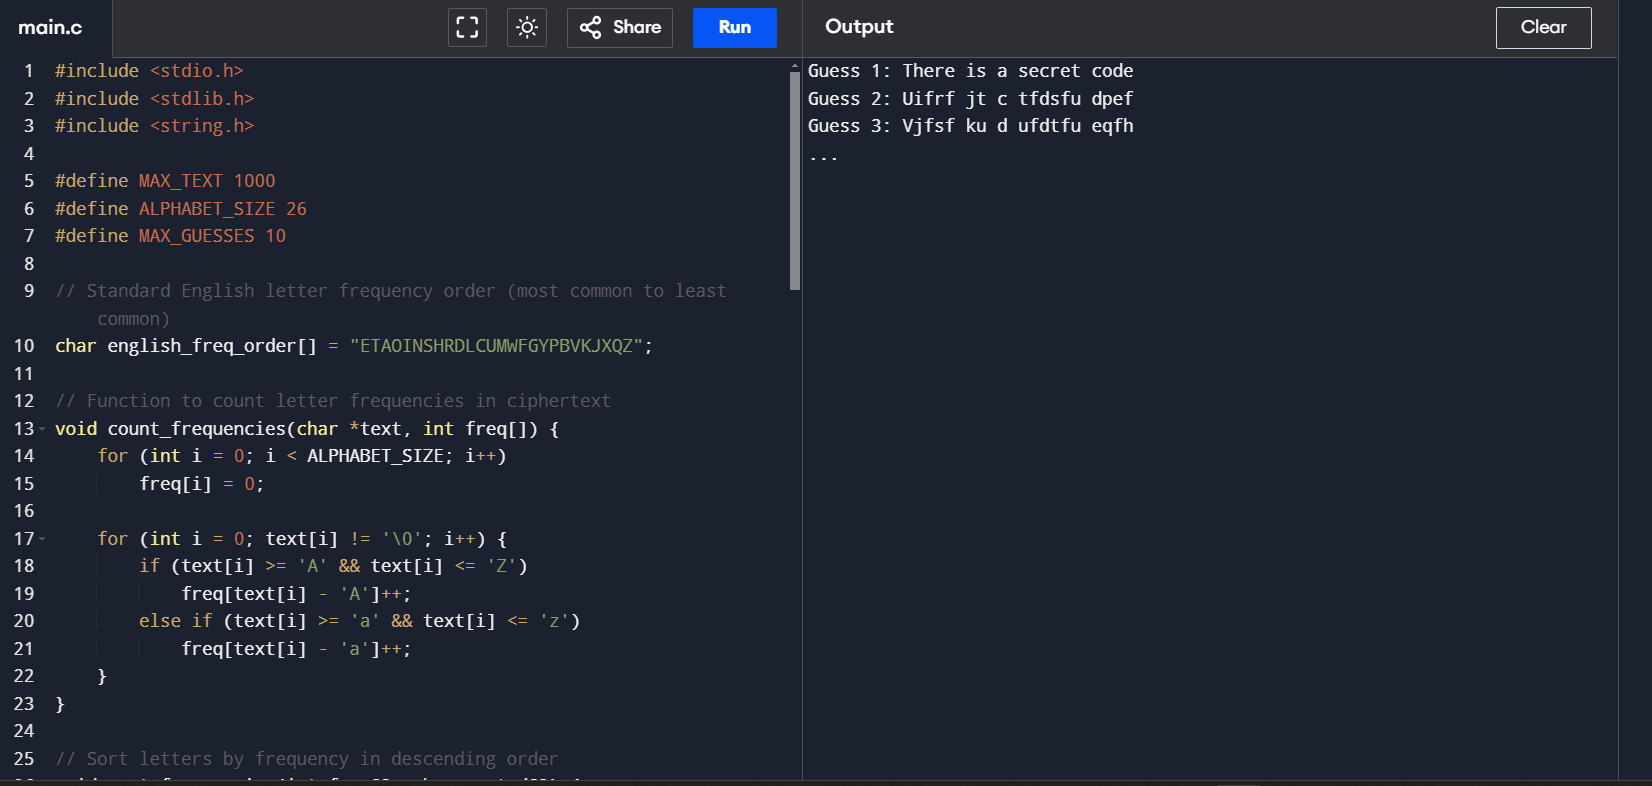 main.c
Share
Run
Output
Clear
1 #include <stdio.h>
2 #include <stdlib.h>
3 #include <string.h>
4
5 #define MAX_TEXT 1000
6 #define ALPHABET_SIZE 26
7 #define MAX_GUESSES 10
8
9 // Standard English letter frequency order (most common to least
common)
10 char english_freq_order[] = "ETAOINSHRDLCUMWFGYPBVKJXQZ";
11
12 // Function to count letter frequencies in ciphertext
13 void count_frequencies(char *text, int freq[]) {
14 for (int i = 0; i < ALPHABET_SIZE; i++)
15 freq[i] = 0;
16
17 for (int i = 0; text[i] != '\0'; i++) {
18 if (text[i] >= 'A' && text[i] <= 'Z')
19 freq[text[i] - 'A']++;
20 else if (text[i] >= 'a' && text[i] <= 'z')
21 freq[text[i] - 'a']++;
22 }
23 }
24
25 // Sort letters by frequency in descending order
Guess 1: There is a secret code
Guess 2: Uifrf jt c tfdsfu dpef
Guess 3: Vjfsf ku d ufdtfu eqfh
...